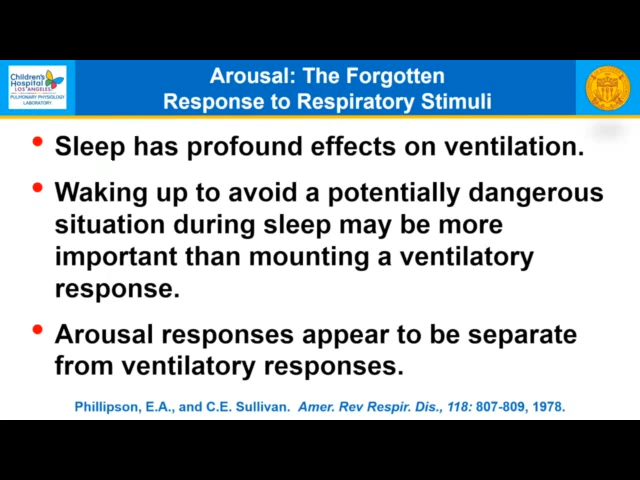 Children's
Hospital
LOS ANGELES
PULMONARY PHYSIOLOGY
LABORATORY
Arousal: The Forgotten
Response to Respiratory Stimuli
• Sleep has profound effects on ventilation.
• Waking up to avoid a potentially dangerous
situation during sleep may be more
important than mounting a ventilatory
response.
• Arousal responses appear to be separate
from ventilatory responses.
Phillipson, E.A., and C.E. Sullivan. Amer. Rev Respir. Dis., 118: 807-809, 1978.